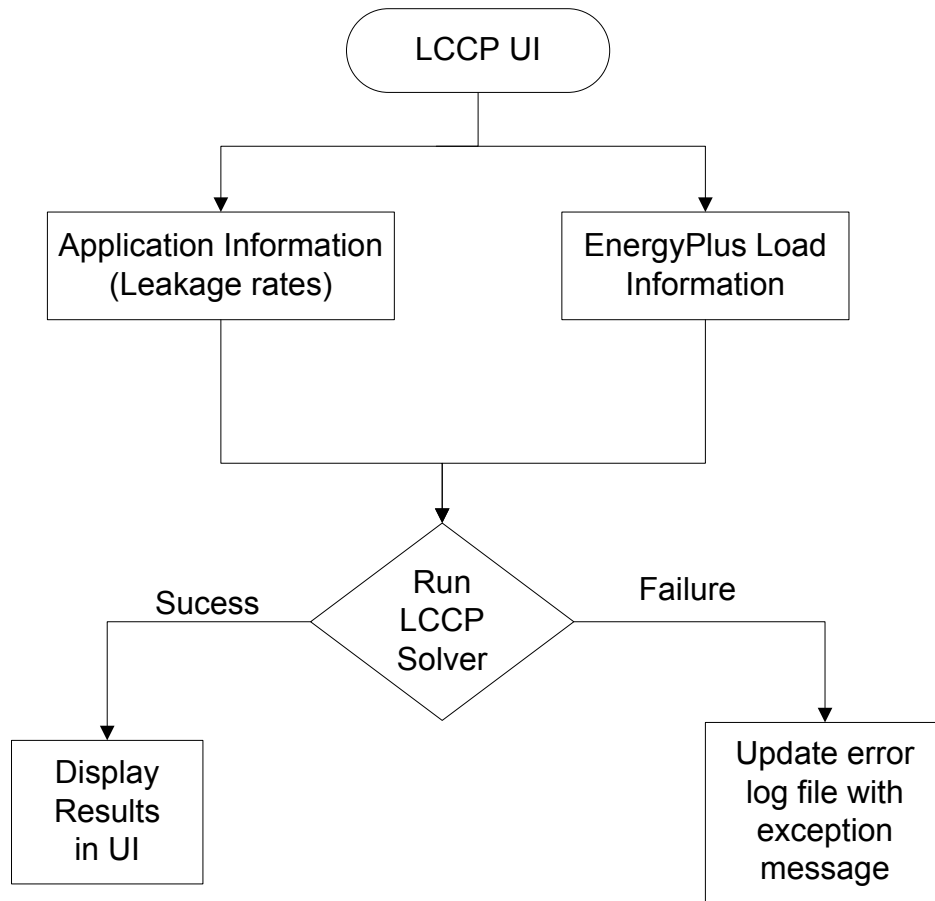 LCCP UI
Application Information
(Leakage rates)
EnergyPlus Load
Information
Run
LCCP
Solver
Sucess
Failure
Display
Results
in UI
Update error
log file with
exception
message